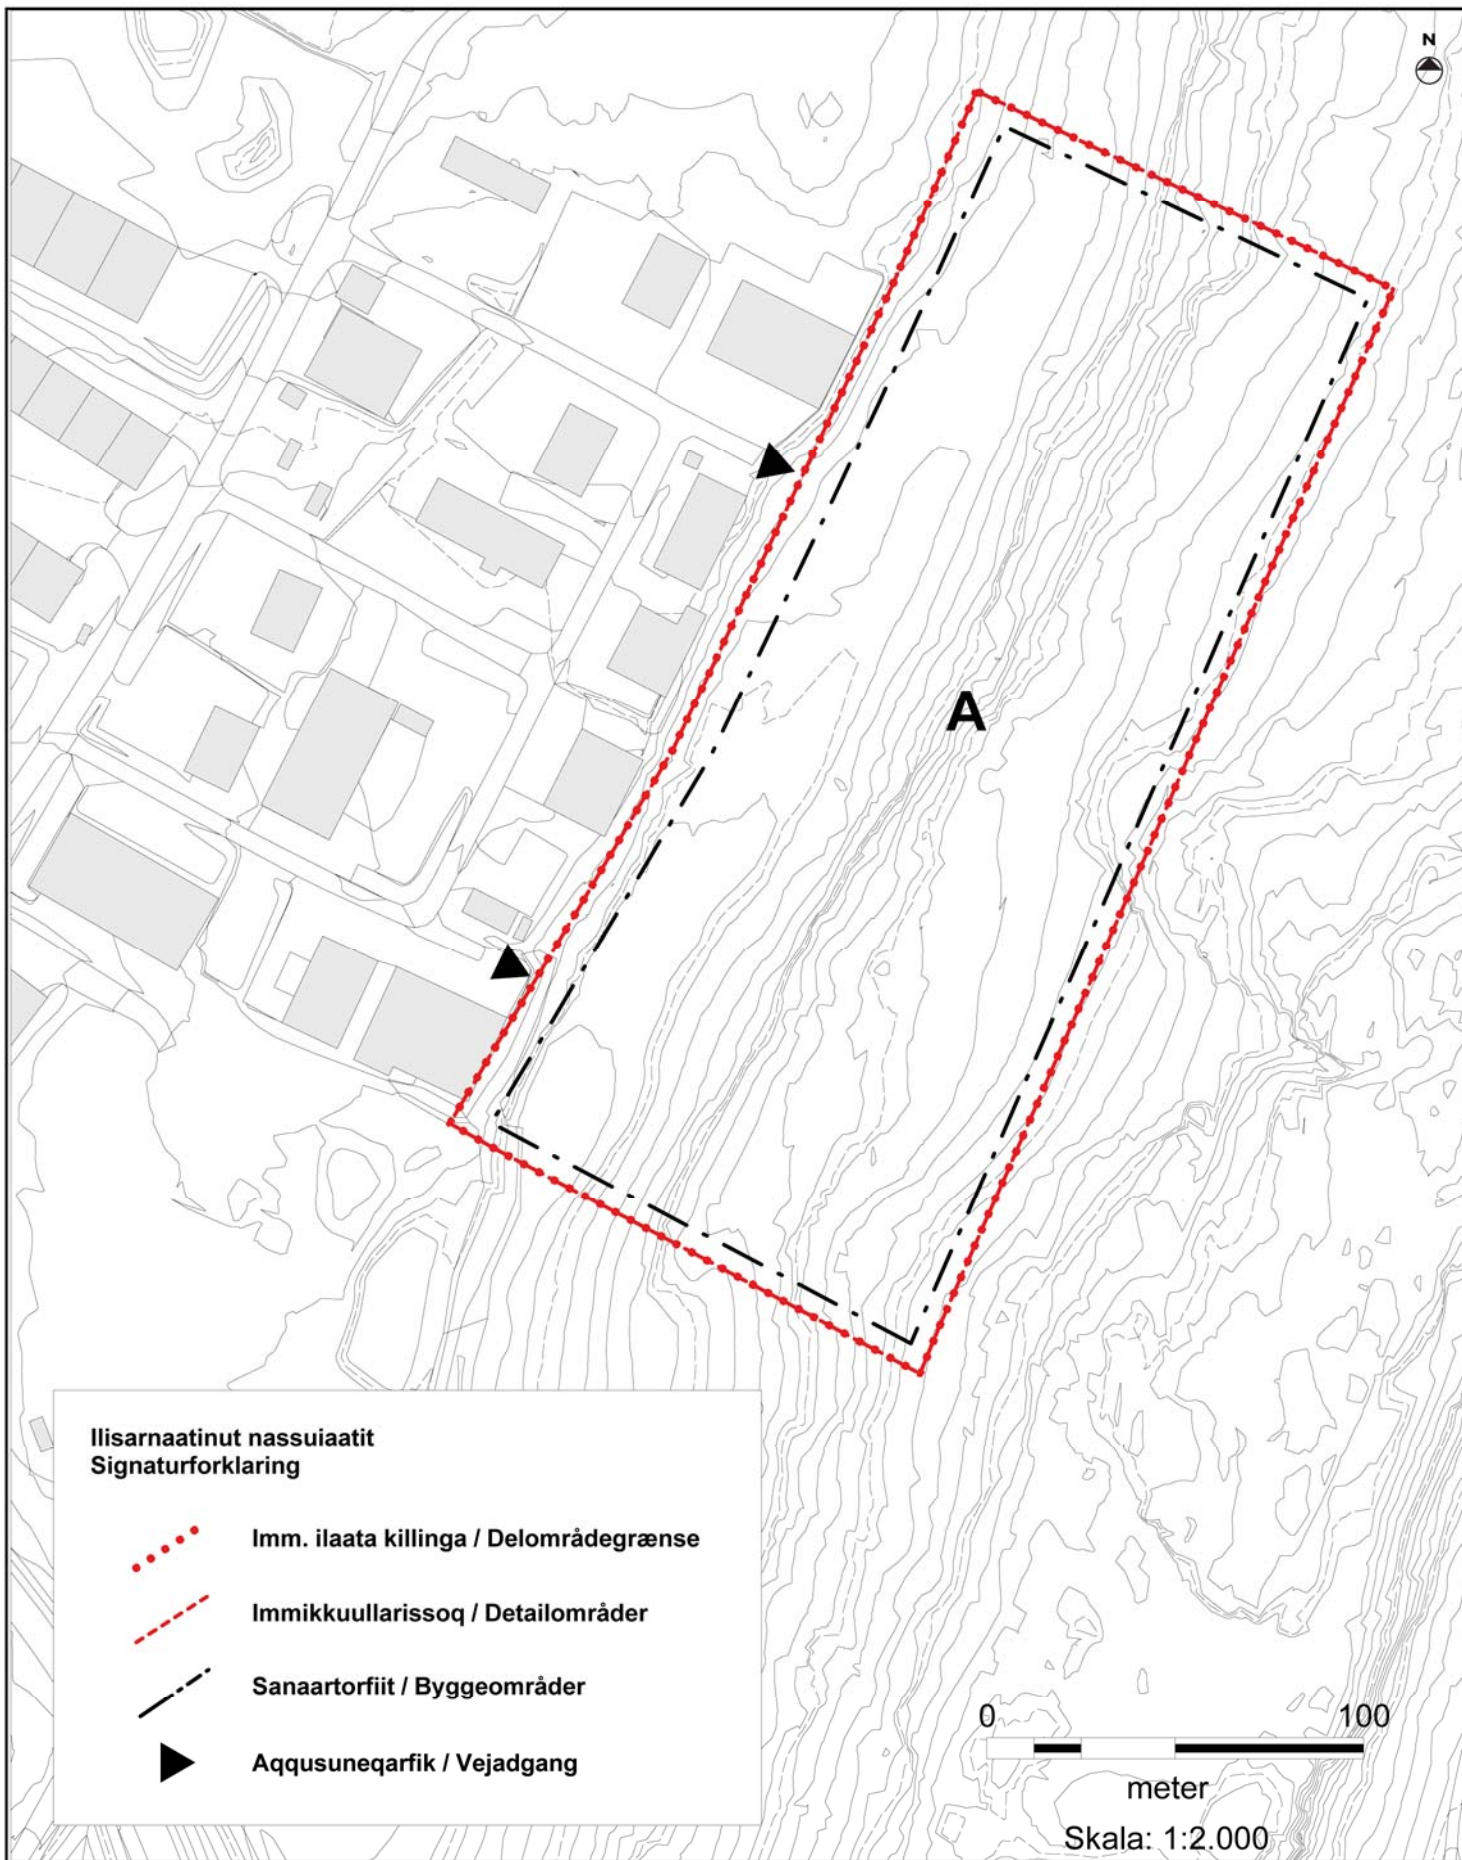 N
A
Ilisarnaatinut nassuiaatit
Signaturforklaring
Imm. ilaata killinga / Delområdegrænse
Immikkuullarissoq / Detailområder
Sanaartorfiit / Byggeområder
Aqqusuneqarfik / Vejadgang
0 100
meter
Skala: 1:2.000